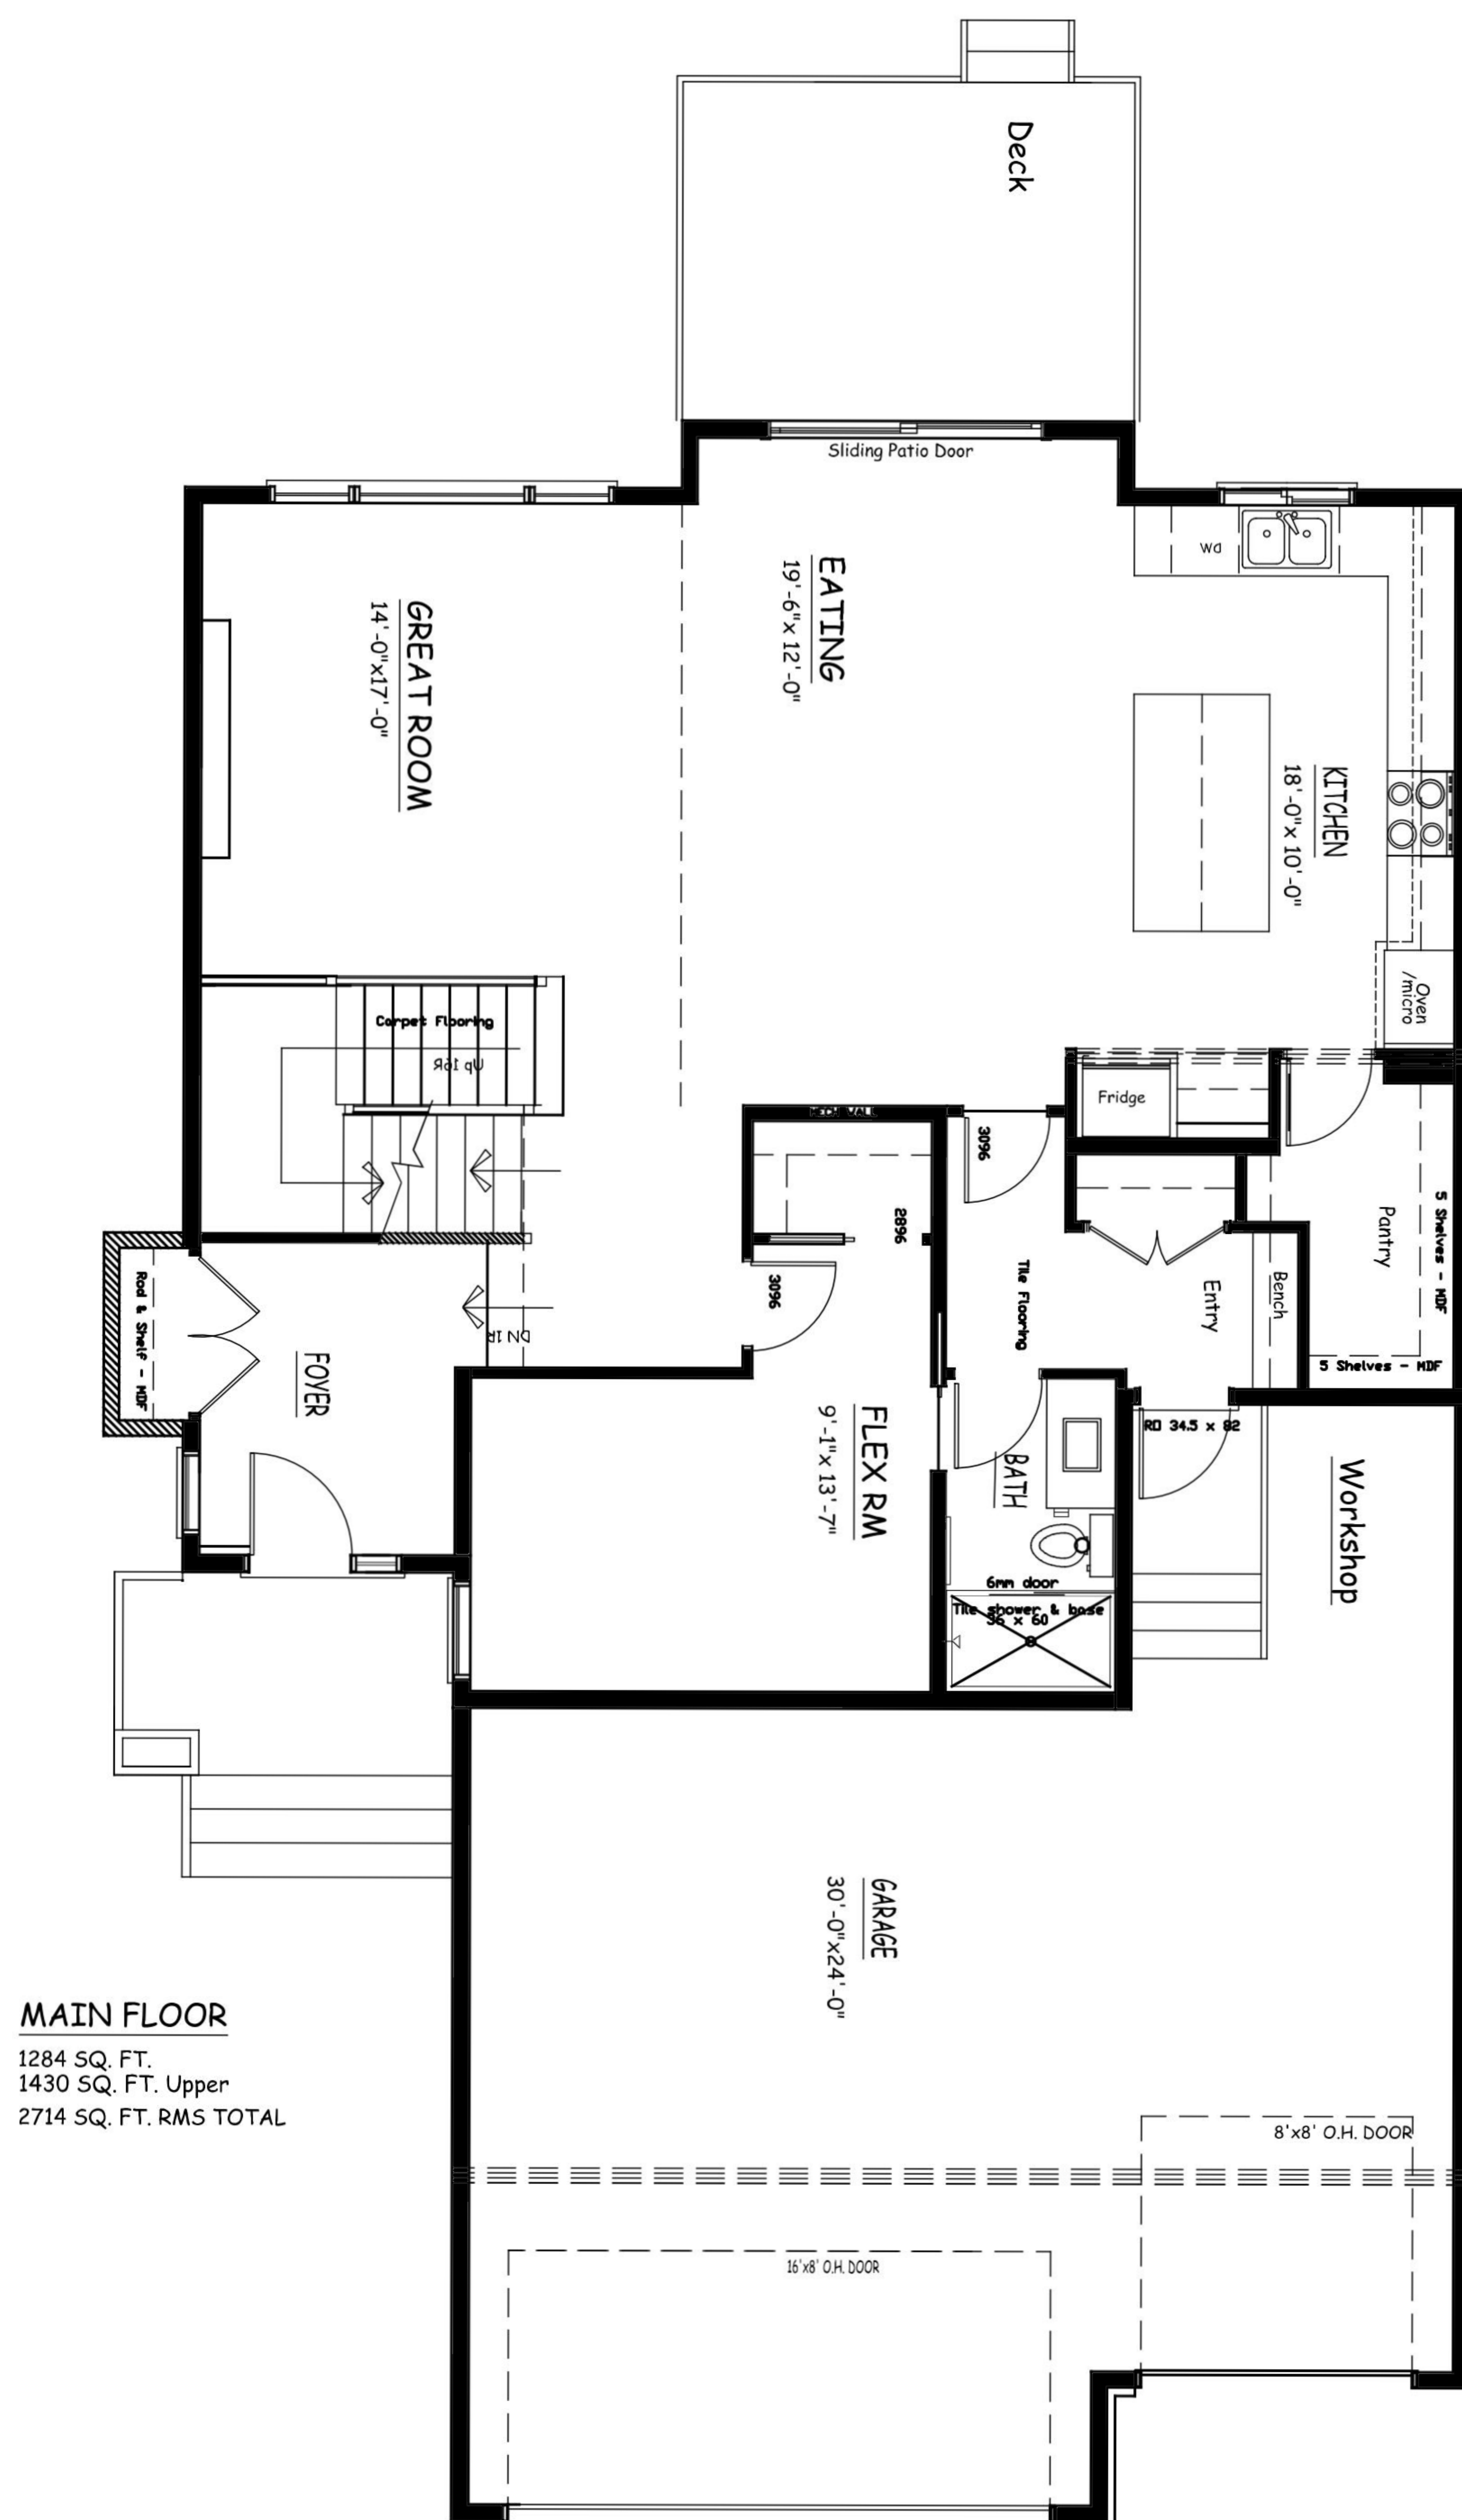 Deck
Sliding Patio Door
DW
EATING
19'-6"x 12'-0"
GREAT ROOM
14'-0"x17'-0"
KITCHEN
18'-0"x 10'-0"
Oven
/micro
Carpet Flooring
Up 16R
Fridge
MECH WALL
3096
2896
3096
Tile Flooring
Pantry
5 Shelves - MDF
5 Shelves - MDF
Entry
Bench
Rod & Shelf - MDF
DN 1R
FOYER
FLEX RM
9'-1"x 13'-7"
BATH
RO 34.5 x 82
Workshop
6mm door
Tile shower & base
36 x 60
GARAGE
30'-0"x24'-0"
MAIN FLOOR
1284 SQ. FT.
1430 SQ. FT. Upper
2714 SQ. FT. RMS TOTAL
8'x8' O.H. DOOR
16'x8' O.H. DOOR